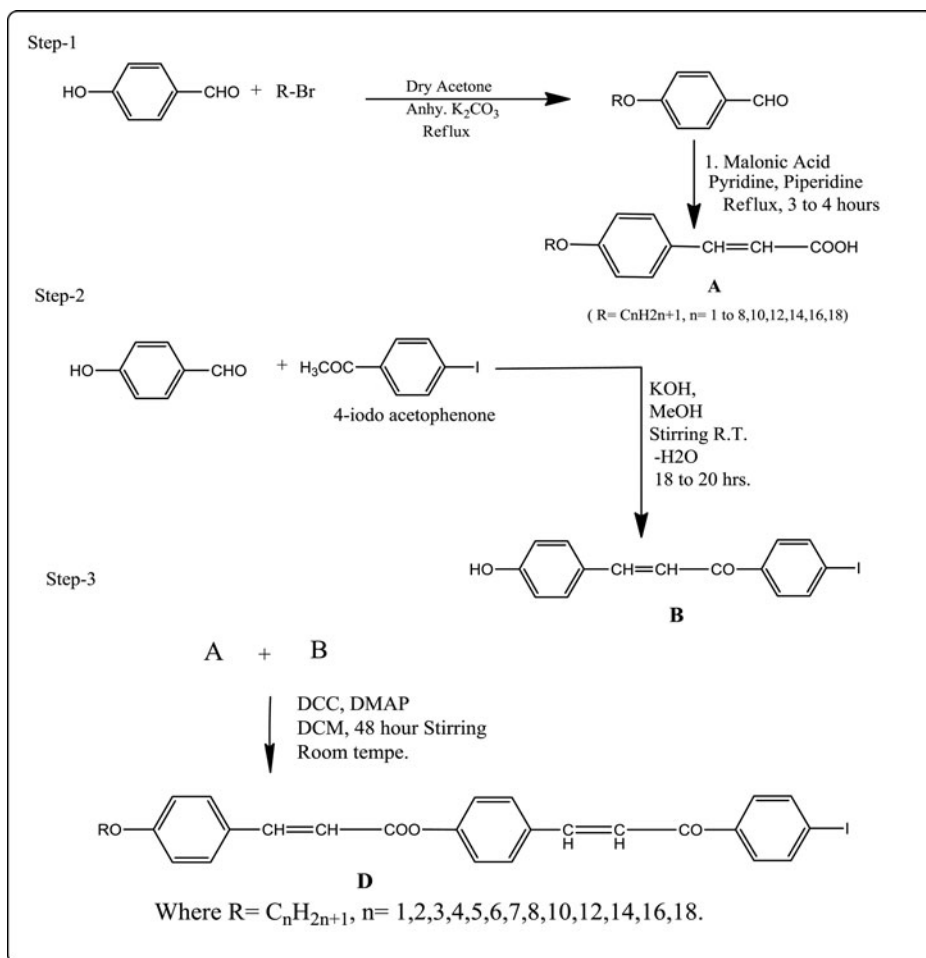 Step-1
HO CHO + R-Br
Dry Acetone
Anhy. K₂CO₃
Reflux
RO CHO
1. Malonic Acid
Pyridine, Piperidine
Reflux, 3 to 4 hours
RO CH=CH COOH
A
( R= CnH2n+1, n= 1 to 8,10,12,14,16,18)
Step-2
HO CHO + H₃COC I
4-iodo acetophenone
KOH,
MeOH
Stirring R.T.
-H2O
18 to 20 hrs.
HO CH=CH CO I
B
Step-3
A + B
DCC, DMAP
DCM, 48 hour Stirring
Room tempe.
RO CH=CH COO C=C CO I
H H
D
Where R= CₙH₂ₙ₊₁, n= 1,2,3,4,5,6,7,8,10,12,14,16,18.